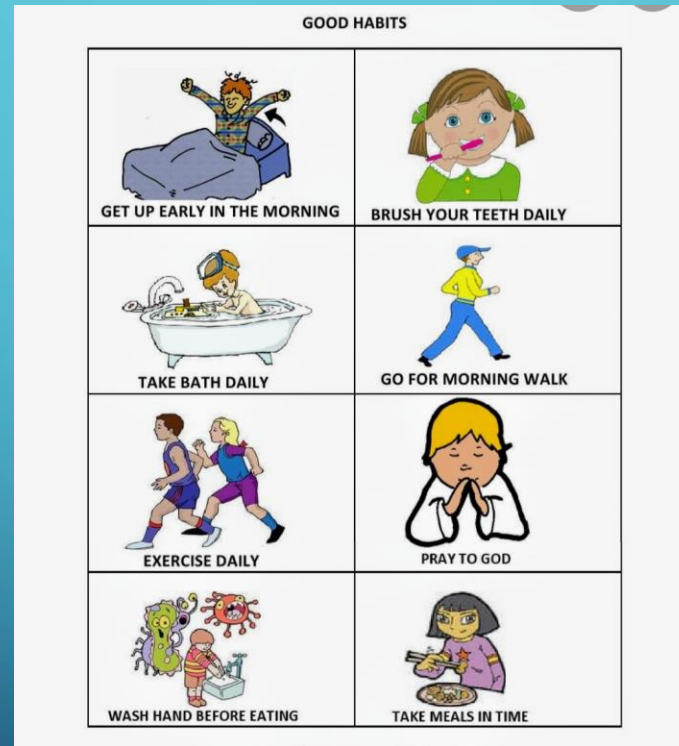 GOOD HABITS
GET UP EARLY IN THE MORNING
BRUSH YOUR TEETH DAILY
TAKE BATH DAILY
GO FOR MORNING WALK
EXERCISE DAILY
PRAY TO GOD
WASH HAND BEFORE EATING
TAKE MEALS IN TIME